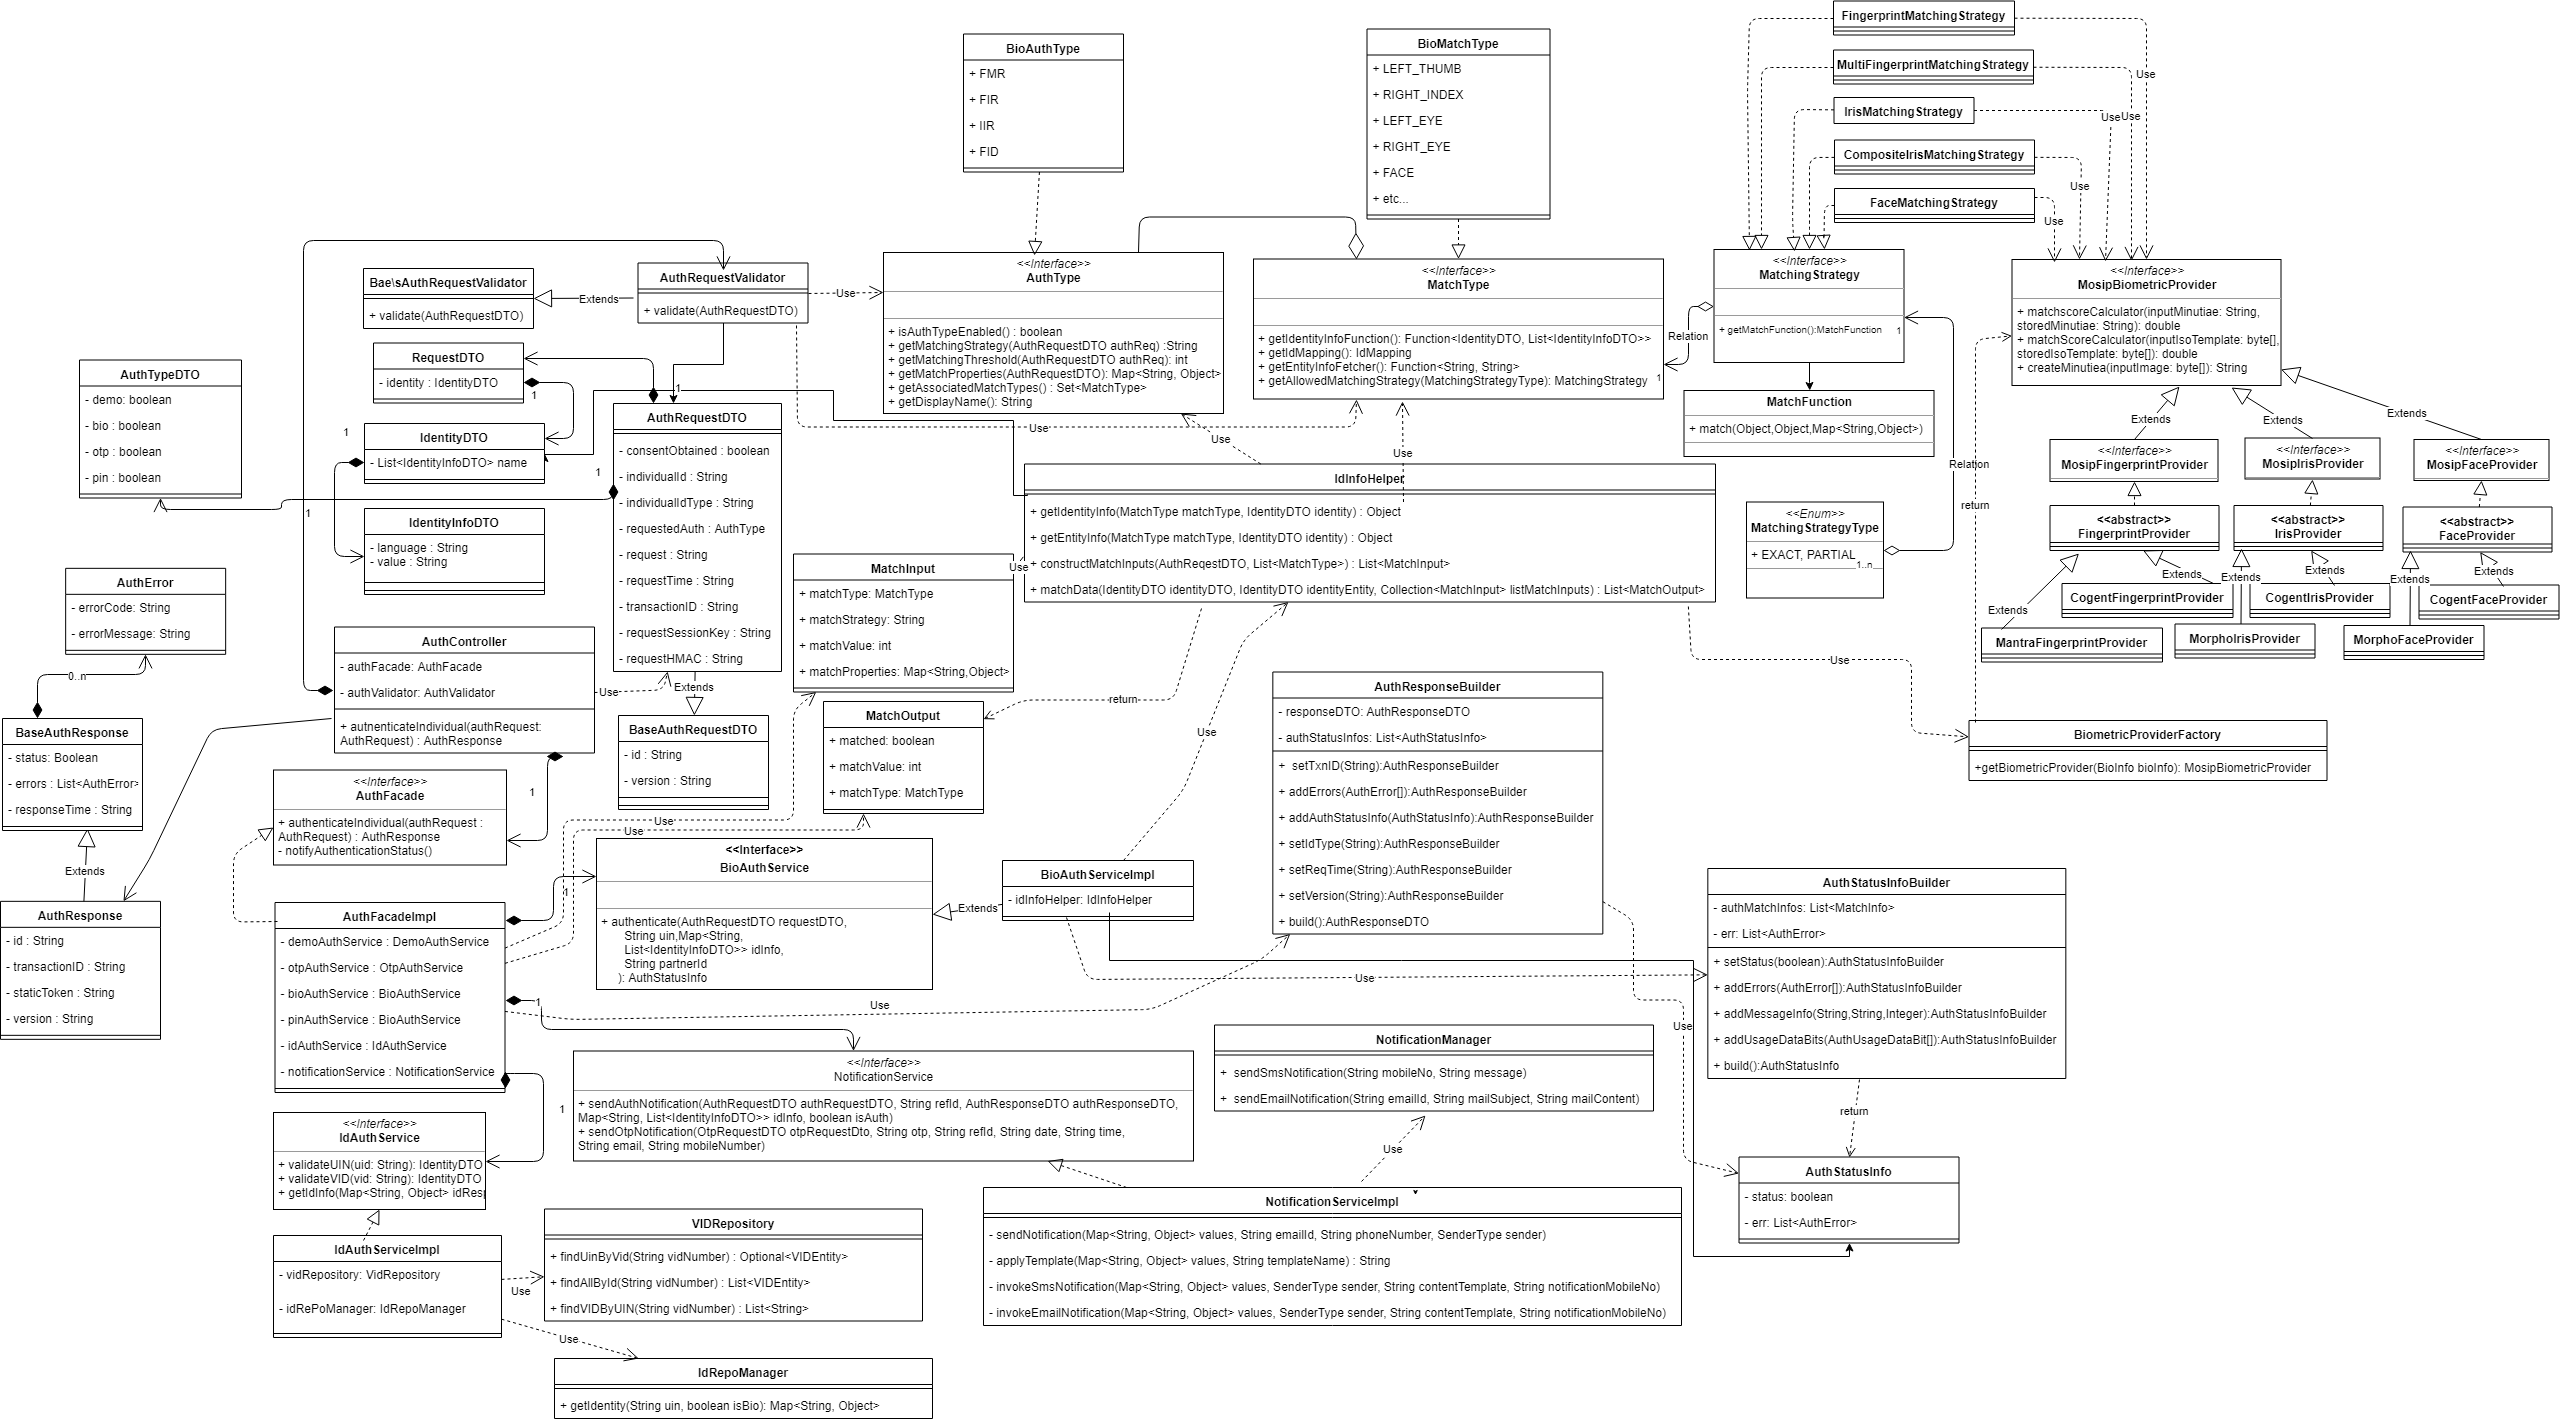 FingerprintMatchingStrategy
MultiFingerprintMatchingStrategy
IrisMatchingStrategy
CompositeIrisMatchingStrategy
FaceMatchingStrategy
Use
Use
Use
Use
Use
BioAuthType
+ FMR
+ FIR
+ IIR
+ FID
BioMatchType
+ LEFT_THUMB
+ RIGHT_INDEX
+ LEFT_EYE
+ RIGHT_EYE
+ FACE
+ etc...
Bae\sAuthRequestValidator
+ validate(AuthRequestDTO)
Extends
AuthRequestValidator
+ validate(AuthRequestDTO)
Use
<<Interface>>
AuthType
+ isAuthTypeEnabled() : boolean
+ getMatchingStrategy(AuthRequestDTO authReq) :String
+ getMatchingThreshold(AuthRequestDTO authReq): int
+ getMatchProperties(AuthRequestDTO): Map<String, Object>
+ getAssociatedMatchTypes() : Set<MatchType>
+ getDisplayName(): String
<<Interface>>
MatchType
+ getIdentityInfoFunction(): Function<IdentityDTO, List<IdentityInfoDTO>>
+ getIdMapping(): IdMapping
+ getEntityInfoFetcher(): Function<String, String>
+ getAllowedMatchingStrategy(MatchingStrategyType): MatchingStrategy
Relation
1
<<Interface>>
MatchingStrategy
+ getMatchFunction():MatchFunction
1
MatchFunction
+ match(Object,Object,Map<String,Object>)
<<Interface>>
MosipBiometricProvider
+ matchscoreCalculator(inputMinutiae: String,
storedMinutiae: String): double
+ matchScoreCalculator(inputIsoTemplate: byte[],
storedIsoTemplate: byte[]): double
+ createMinutiea(inputImage: byte[]): String
Extends
Extends
Extends
<<Interface>>
MosipFingerprintProvider
<<Interface>>
MosipIrisProvider
<<Interface>>
MosipFaceProvider
<<abstract>>
FingerprintProvider
<<abstract>>
IrisProvider
<<abstract>>
FaceProvider
Extends
Extends
Extends
Extends
Extends
Extends
CogentFingerprintProvider
CogentIrisProvider
CogentFaceProvider
MantraFingerprintProvider
MorphoIrisProvider
MorphoFaceProvider
Relation
return
<<Enum>>
MatchingStrategyType
+ EXACT, PARTIAL
1..n
RequestDTO
- identity : IdentityDTO
1
1
AuthTypeDTO
- demo: boolean
- bio : boolean
- otp : boolean
- pin : boolean
1
IdentityDTO
- List<IdentityInfoDTO> name
1
1
IdentityInfoDTO
- language : String
- value : String
AuthRequestDTO
- consentObtained : boolean
- individualId : String
- individualIdType : String
- requestedAuth : AuthType
- request : String
- requestTime : String
- transactionID : String
- requestSessionKey : String
- requestHMAC : String
Extends
Use
Use
Use
IdInfoHelper
+ getIdentityInfo(MatchType matchType, IdentityDTO identity) : Object
+ getEntityInfo(MatchType matchType, IdentityDTO identity) : Object
+ constructMatchInputs(AuthReqestDTO, List<MatchType>) : List<MatchInput>
+ matchData(IdentityDTO identityDTO, IdentityDTO identityEntity, Collection<MatchInput> listMatchInputs) : List<MatchOutput>
Use
MatchInput
+ matchType: MatchType
+ matchStrategy: String
+ matchValue: int
+ matchProperties: Map<String,Object>
return
Use
Use
MatchOutput
+ matched: boolean
+ matchValue: int
+ matchType: MatchType
AuthError
- errorCode: String
- errorMessage: String
0..n
AuthController
- authFacade: AuthFacade
- authValidator: AuthValidator
+ autnenticateIndividual(authRequest:
AuthRequest) : AuthResponse
Use
BaseAuthRequestDTO
- id : String
- version : String
BaseAuthResponse
- status: Boolean
- errors : List<AuthError>
- responseTime : String
Extends
<<Interface>>
AuthFacade
+ authenticateIndividual(authRequest :
AuthRequest) : AuthResponse
- notifyAuthenticationStatus()
1
Use
Use
AuthResponse
- id : String
- transactionID : String
- staticToken : String
- version : String
AuthFacadeImpl
- demoAuthService : DemoAuthService
- otpAuthService : OtpAuthService
- bioAuthService : BioAuthService
- pinAuthService : BioAuthService
- idAuthService : IdAuthService
- notificationService : NotificationService
1
1
1
<<Interface>>
BioAuthService
+ authenticate(AuthRequestDTO requestDTO,
String uin,Map<String,
List<IdentityInfoDTO>> idInfo,
String partnerId
): AuthStatusInfo
Extends
BioAuthServiceImpl
- idInfoHelper: IdInfoHelper
Use
Use
AuthResponseBuilder
- responseDTO: AuthResponseDTO
- authStatusInfos: List<AuthStatusInfo>
+ setTxnID(String):AuthResponseBuilder
+ addErrors(AuthError[]):AuthResponseBuilder
+ addAuthStatusInfo(AuthStatusInfo):AuthResponseBuilder
+ setIdType(String):AuthResponseBuilder
+ setReqTime(String):AuthResponseBuilder
+ setVersion(String):AuthResponseBuilder
+ build():AuthResponseDTO
Use
BiometricProviderFactory
+getBiometricProvider(BioInfo bioInfo): MosipBiometricProvider
AuthStatusInfoBuilder
- authMatchInfos: List<MatchInfo>
- err: List<AuthError>
+ setStatus(boolean):AuthStatusInfoBuilder
+ addErrors(AuthError[]):AuthStatusInfoBuilder
+ addMessageInfo(String,String,Integer):AuthStatusInfoBuilder
+ addUsageDataBits(AuthUsageDataBit[]):AuthStatusInfoBuilder
+ build():AuthStatusInfo
return
AuthStatusInfo
- status: boolean
- err: List<AuthError>
<<Interface>>
NotificationService
+ sendAuthNotification(AuthRequestDTO authRequestDTO, String refId, AuthResponseDTO authResponseDTO,
Map<String, List<IdentityInfoDTO>> idInfo, boolean isAuth)
+ sendOtpNotification(OtpRequestDTO otpRequestDto, String otp, String refId, String date, String time,
String email, String mobileNumber)
NotificationManager
+ sendSmsNotification(String mobileNo, String message)
+ sendEmailNotification(String emailId, String mailSubject, String mailContent)
Use
NotificationServiceImpl
- sendNotification(Map<String, Object> values, String emailId, String phoneNumber, SenderType sender)
- applyTemplate(Map<String, Object> values, String templateName) : String
- invokeSmsNotification(Map<String, Object> values, SenderType sender, String contentTemplate, String notificationMobileNo)
- invokeEmailNotification(Map<String, Object> values, SenderType sender, String contentTemplate, String notificationMobileNo)
<<Interface>>
IdAuthService
+ validateUIN(uid: String): IdentityDTO
+ validateVID(vid: String): IdentityDTO
+ getIdInfo(Map<String, Object> idResp
IdAuthServiceImpl
- vidRepository: VidRepository
- idRePoManager: IdRepoManager
Use
Use
VIDRepository
+ findUinByVid(String vidNumber) : Optional<VIDEntity>
+ findAllById(String vidNumber) : List<VIDEntity>
+ findVIDByUIN(String vidNumber) : List<String>
IdRepoManager
+ getIdentity(String uin, boolean isBio): Map<String, Object>